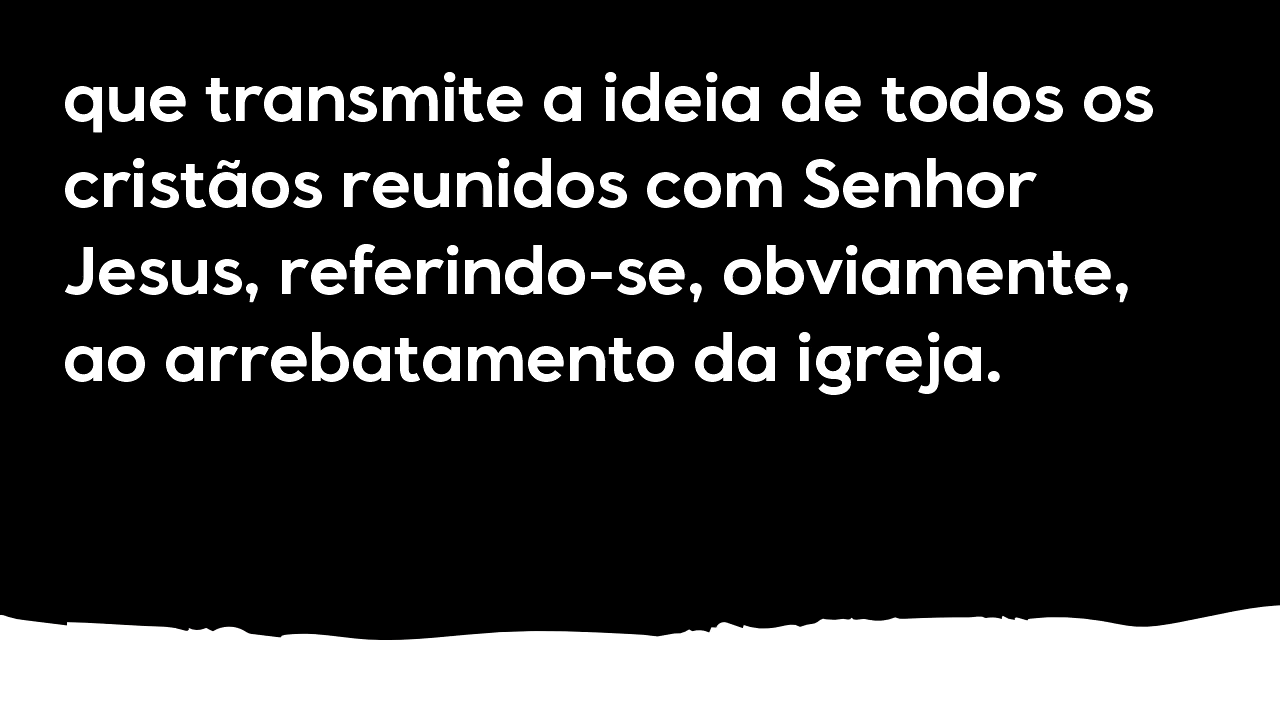 que transmite a ideia de todos os
cristãos reunidos com Senhor
Jesus, referindo-se, obviamente,
ao arrebatamento da igreja.